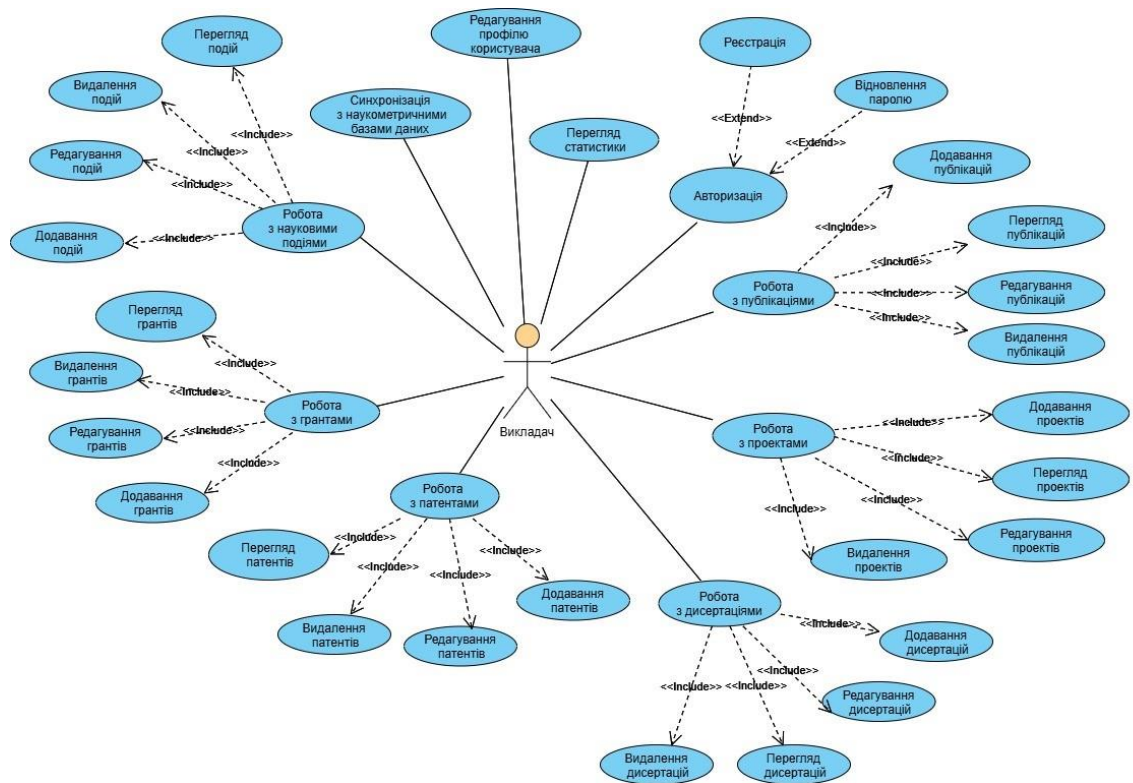 Перегляд
подій
Видалення
подій
Редагування
подій
Додавання
подій
<<Include>>
<<Include>>
<<Include>>
<<Include>>
Робота
з науковими
подіями
Синхронізація
з наукометричними
базами даних
Редагування
профілю
користувача
Перегляд
статистики
Реєстрація
Відновлення
паролю
<<Extend>>
<<Extend>>
Авторизація
Додавання
публікацій
Перегляд
публікацій
Редагування
публікацій
Видалення
публікацій
<<Include>>
<<Include>>
<<Include>>
<<Include>>
Робота
з публікаціями
Перегляд
грантів
Видалення
грантів
Редагування
грантів
Додавання
грантів
<<Include>>
<<Include>>
<<Include>>
<<Include>>
Робота
з грантами
Викладач
Робота
з проектами
<<Include>>
<<Include>>
<<Include>>
<<Include>>
Додавання
проектів
Перегляд
проектів
Редагування
проектів
Видалення
проектів
Робота
з патентами
<<Include>>
<<Include>>
<<Include>>
<<Include>>
Перегляд
патентів
Видалення
патентів
Редагування
патентів
Додавання
патентів
Робота
з дисертаціями
<<Include>>
<<Include>>
<<Include>>
<<Include>>
Додавання
дисертацій
Редагування
дисертацій
Видалення
дисертацій
Перегляд
дисертацій